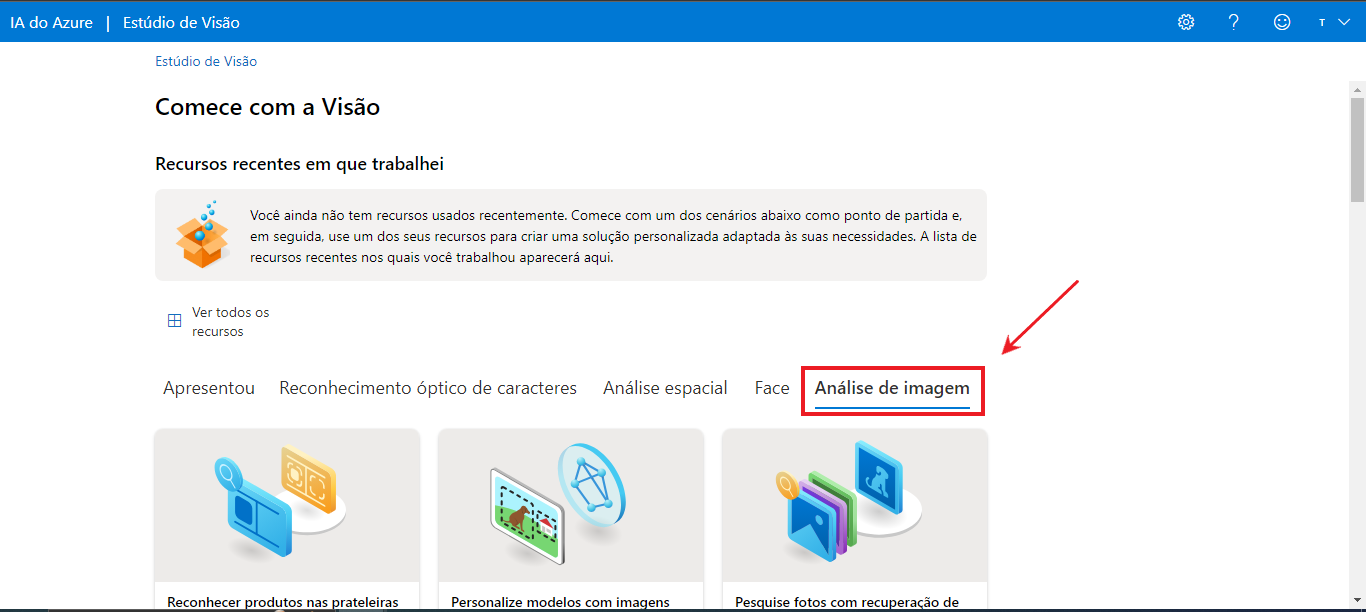 IA do Azure | Estúdio de Visão
T
Estúdio de Visão
Comece com a Visão
Recursos recentes em que trabalhei
Você ainda não tem recursos usados recentemente. Comece com um dos cenários abaixo como ponto de partida e,
em seguida, use um dos seus recursos para criar uma solução personalizada adaptada às suas necessidades. A lista de
recursos recentes nos quais você trabalhou aparecerá aqui.
Ver todos os
recursos
Apresentou Reconhecimento óptico de caracteres Análise espacial Face Análise de imagem
Reconhecer produtos nas prateleiras
Personalize modelos com imagens
Pesquise fotos com recuperação de